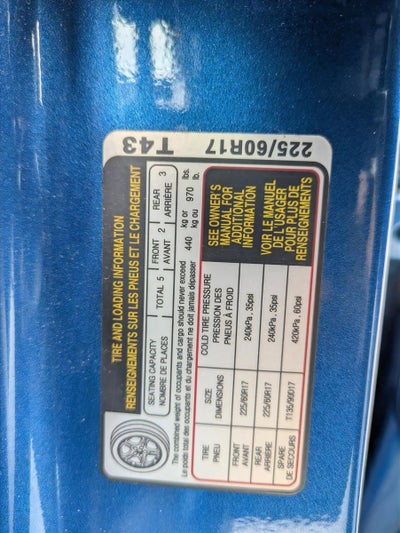 TIRE AND LOADING INFORMATION
RENSEIGNEMENTS SUR LES PNEUS ET LE CHARGEMENT
SEATING CAPACITY TOTAL 5 FRONT 2 REAR 3
NOMBRE DE PLACES AVANT ARRIÈRE
The combined weight of occupants and cargo should never exceed 440 kg or 970 lbs.
Le poids total des occupants et du chargement ne doit jamais dépasser kg ou lb.
TIRE SIZE COLD TIRE PRESSURE SEE OWNER'S
PNEU DIMENSIONS PRESSION DES MANUAL FOR
PNEUS À FROID ADDITIONAL
INFORMATION
FRONT 225/60R17 240kPa , 35psi
AVANT
REAR 225/60R17 240kPa , 35psi VOIR LE MANUEL
ARRIERE DE L'USAGER
SPARE T135/90D17 420kPa , 60psi POUR PLUS DE
DE SECOURS RENSEIGNEMENTS
T43
225/60R17